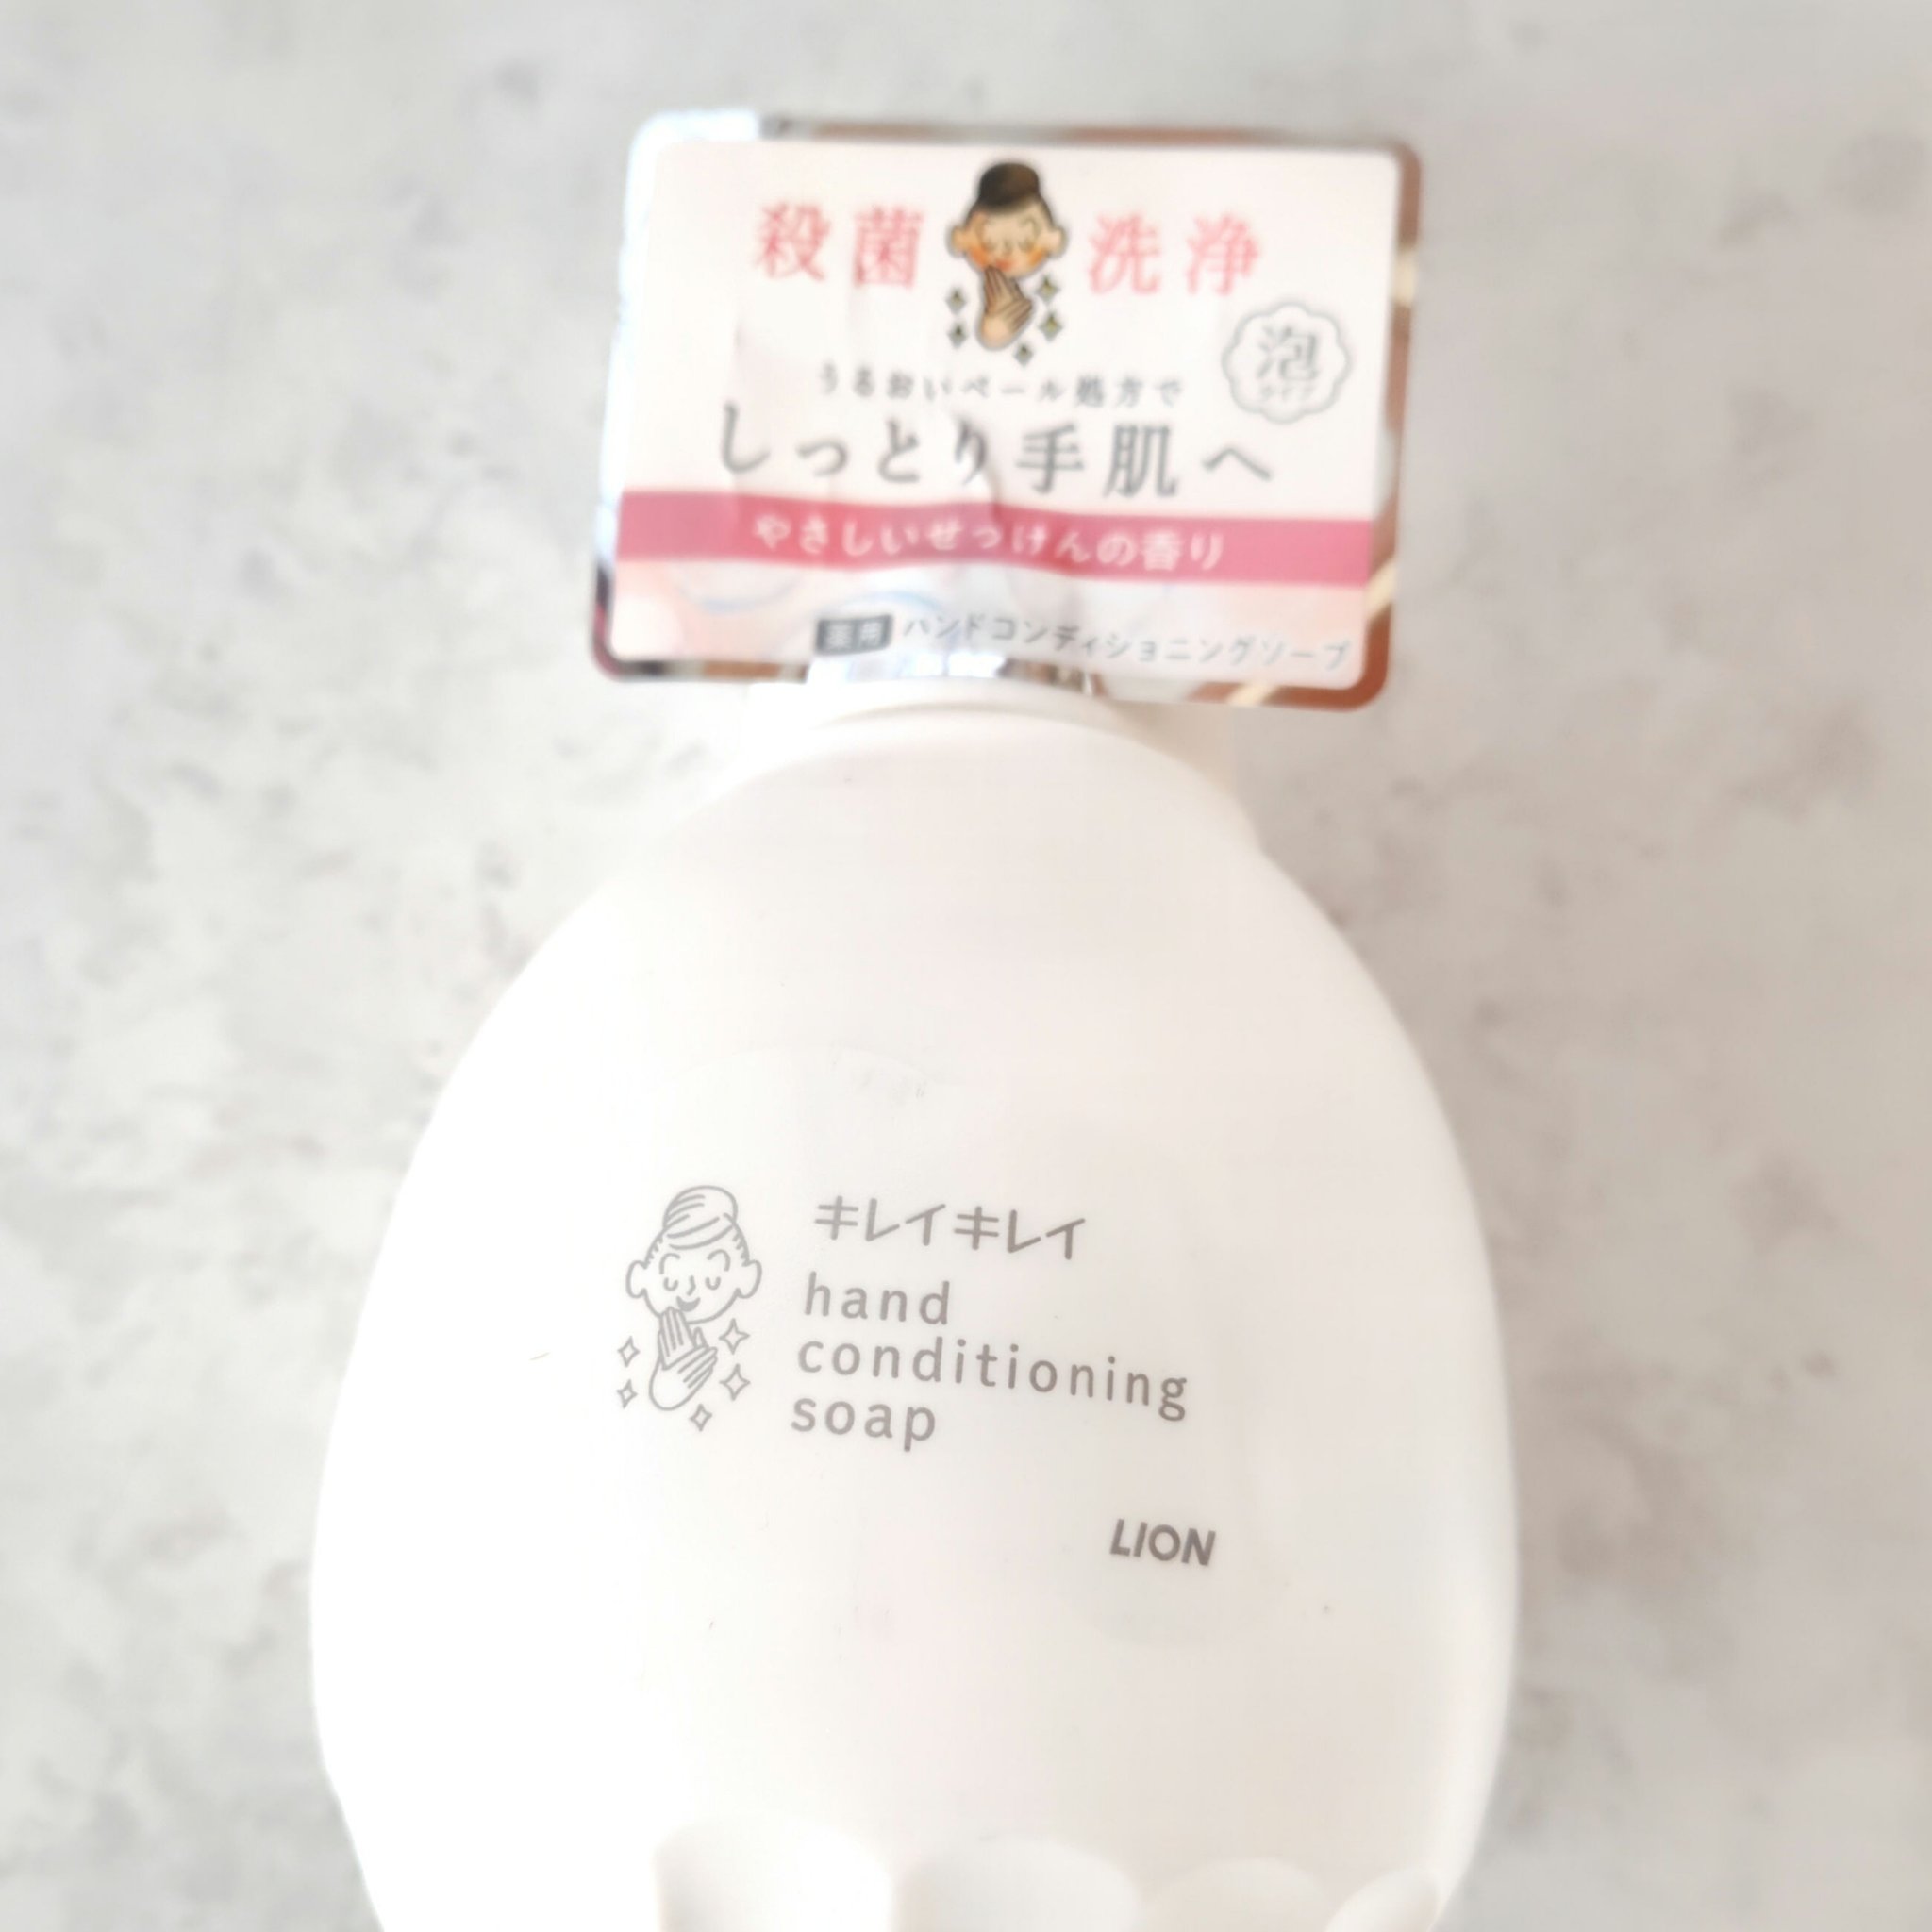 殺菌 洗浄
泡
タイプ
うるおいベール処方で
しっとり手肌へ
やさしいせっけんの香り
薬用 ハンドコンディショニングソープ
キレイキレイ
hand
conditioning
soap
LION